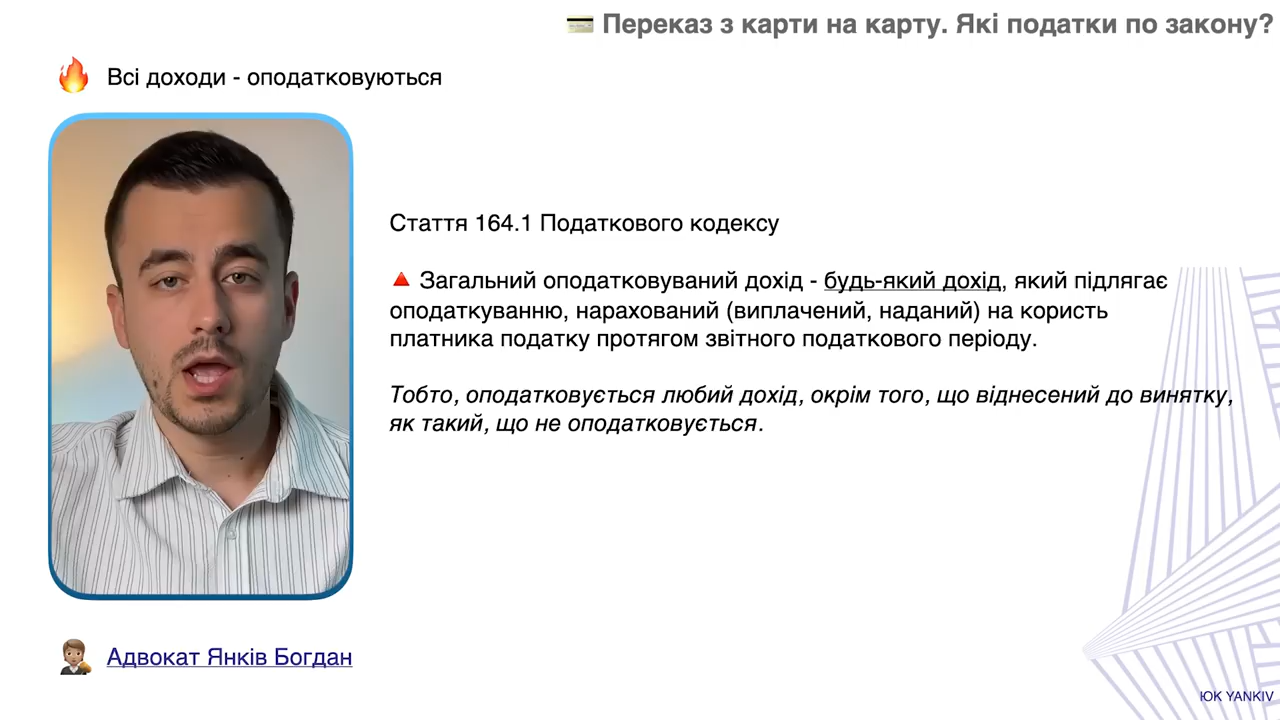 Переказ з карти на карту. Які податки по закону?
Всі доходи - оподатковуються
Стаття 164.1 Податкового кодексу
Загальний оподатковуваний дохід - будь-який дохід, який підлягає
оподаткуванню, нарахований (виплачений, наданий) на користь
платника податку протягом звітного податкового періоду.
Тобто, оподатковується любий дохід, окрім того, що віднесений до винятку,
як такий, що не оподатковується.
Адвокат Янків Богдан
ЮК YANKIV